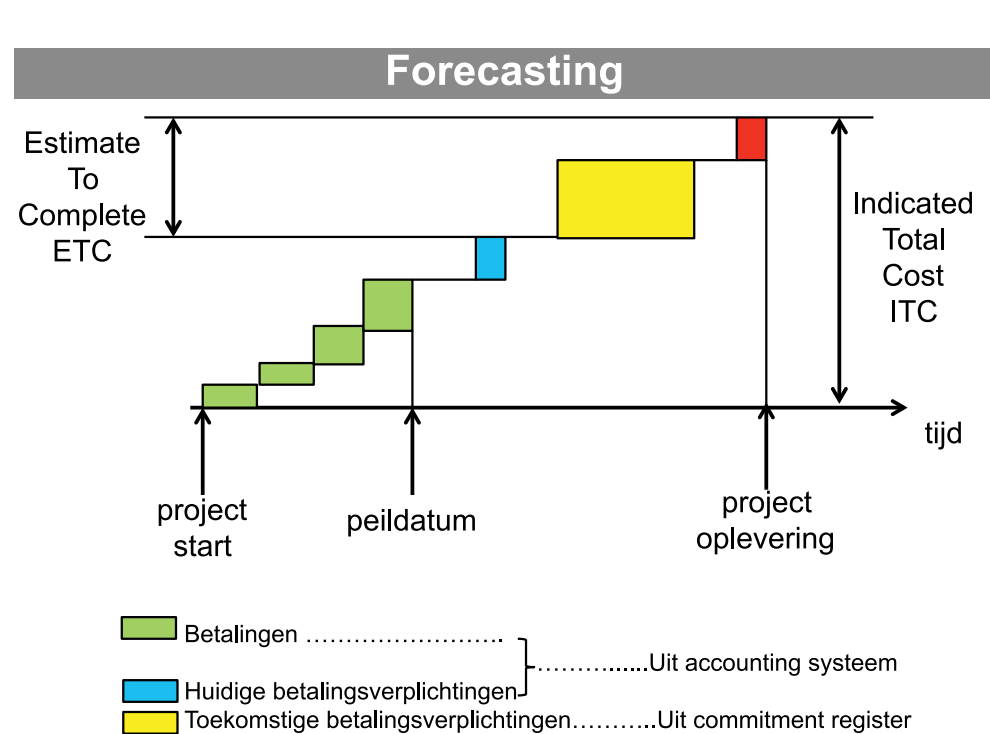 Forecasting
Estimate
To
Complete
ETC
Indicated
Total
Cost
ITC
tijd
project
start
peildatum
project
oplevering
Betalingen ……………………….
………….....Uit accounting systeem
Huidige betalingsverplichtingen
Toekomstige betalingsverplichtingen………...Uit commitment register